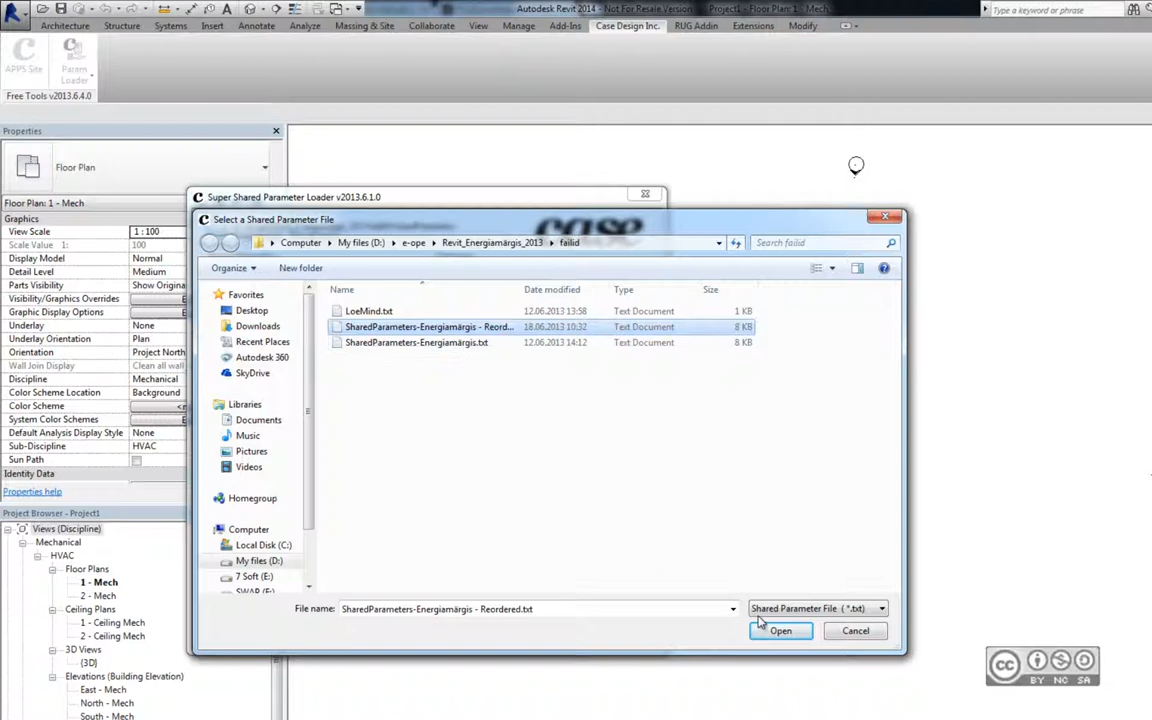 Autodesk Revit 2014 - Not For Resale Version - Project1 - Floor Plan: 1 - Mech
Type a keyword or phrase
Architecture Structure Systems Insert Annotate Analyze Massing & Site Collaborate View Manage Add-Ins Case Design Inc. RUG Addin Extensions Modify
APPS Site
Param Loader
Free Tools v2013.6.4.0
Properties
Floor Plan
Floor Plan: 1 - Mech
Graphics
View Scale 1 : 100
Scale Value 1: 100
Display Model Normal
Detail Level Medium
Parts Visibility Show Original
Visibility/Graphics Overrides E
Graphic Display Options E
Underlay None
Underlay Orientation Plan
Orientation Project North
Wall Join Display Clean all wall
Discipline Mechanical
Color Scheme Location Background
Color Scheme
System Color Schemes E
Default Analysis Display Style None
Sub-Discipline HVAC
Sun Path
Identity Data
Properties help
Project Browser - Project1
Views (Discipline)
Mechanical
HVAC
Floor Plans
1 - Mech
2 - Mech
Ceiling Plans
1 - Ceiling Mech
2 - Ceiling Mech
3D Views
{3D}
Elevations (Building Elevation)
East - Mech
North - Mech
South - Mech
Super Shared Parameter Loader v2013.6.1.0
case
Select a Shared Parameter File
Computer My files (D:) e-ope Revit_Energiamärgis_2013 failid
Search failid
Organize New folder
Favorites
Desktop
Downloads
Recent Places
Autodesk 360
SkyDrive
Libraries
Documents
Music
Pictures
Videos
Homegroup
Computer
Local Disk (C:)
My files (D:)
7 Soft (E:)
SWAP (F:)
Name Date modified Type Size
LoeMind.txt 12.06.2013 13:58 Text Document 1 KB
SharedParameters-Energiamärgis - Reord... 18.06.2013 10:32 Text Document 8 KB
SharedParameters-Energiamärgis.txt 12.06.2013 14:12 Text Document 8 KB
File name: SharedParameters-Energiamärgis - Reordered.txt
Shared Parameter File ( *.txt)
Open Cancel
cc BY NC SA